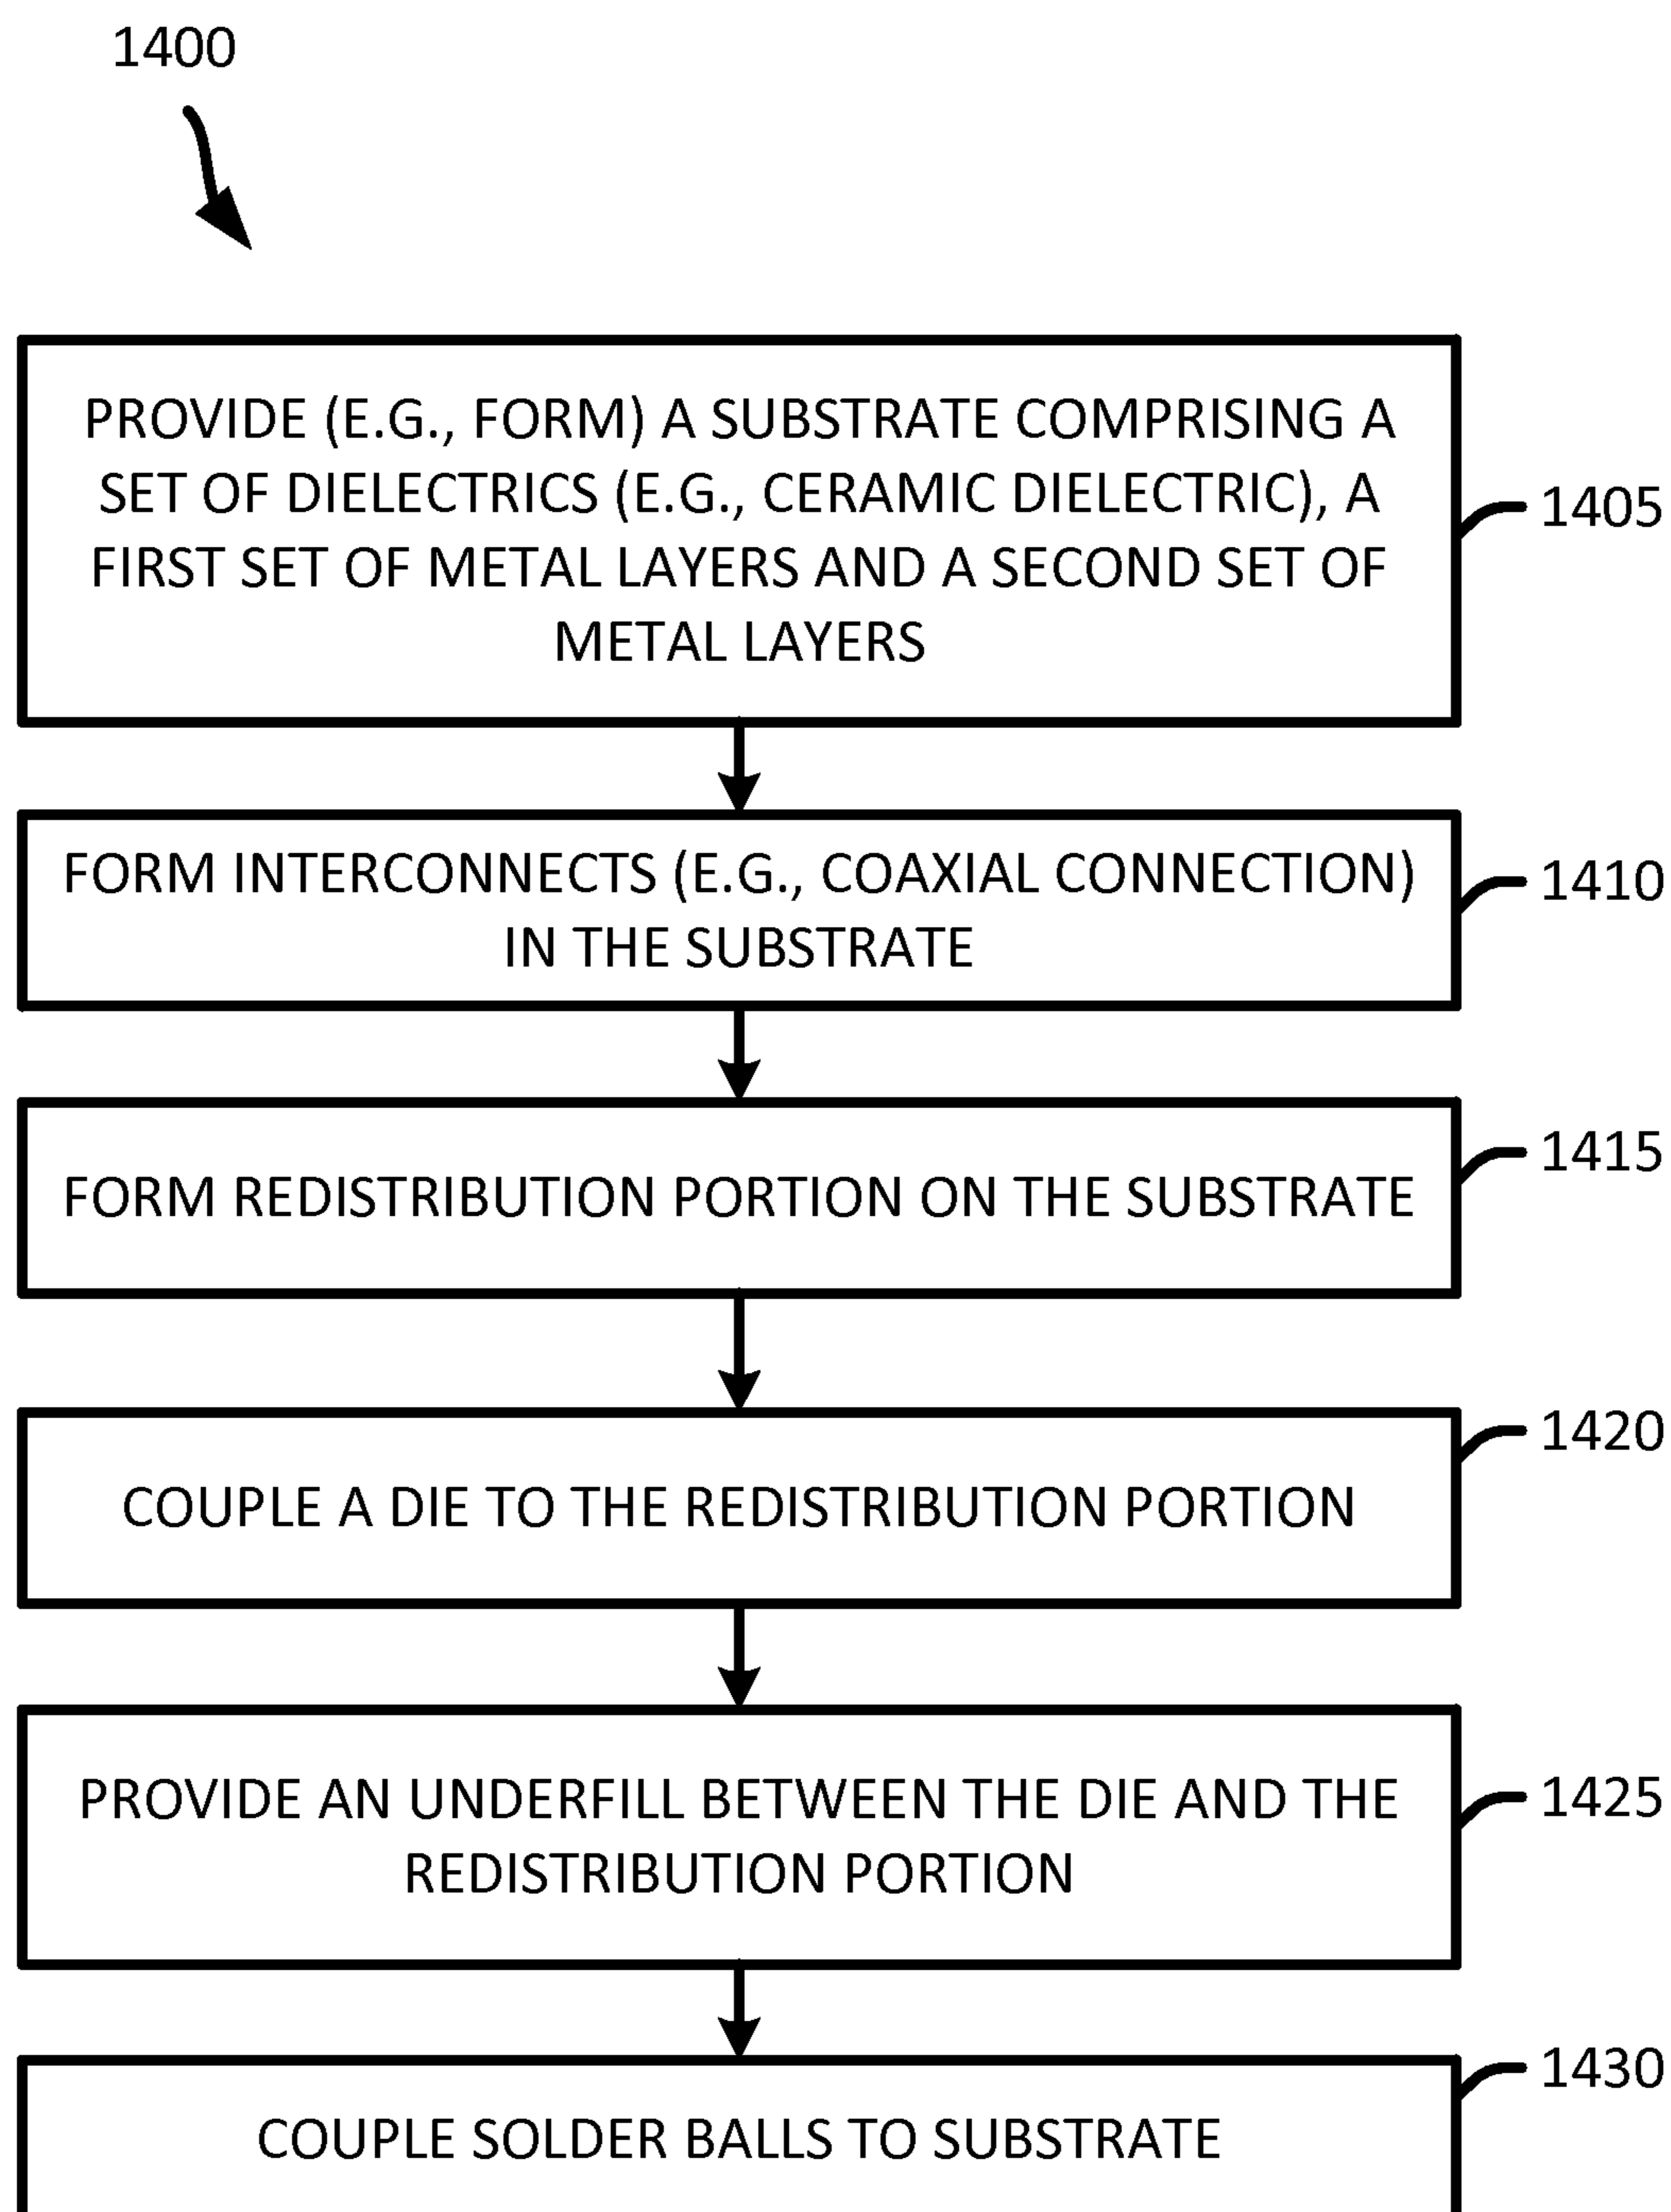 1400
PROVIDE (E.G., FORM) A SUBSTRATE COMPRISING A
SET OF DIELECTRICS (E.G., CERAMIC DIELECTRIC), A
FIRST SET OF METAL LAYERS AND A SECOND SET OF
METAL LAYERS
1405
FORM INTERCONNECTS (E.G., COAXIAL CONNECTION)
IN THE SUBSTRATE
1410
FORM REDISTRIBUTION PORTION ON THE SUBSTRATE
1415
COUPLE A DIE TO THE REDISTRIBUTION PORTION
1420
PROVIDE AN UNDERFILL BETWEEN THE DIE AND THE
REDISTRIBUTION PORTION
1425
COUPLE SOLDER BALLS TO SUBSTRATE
1430